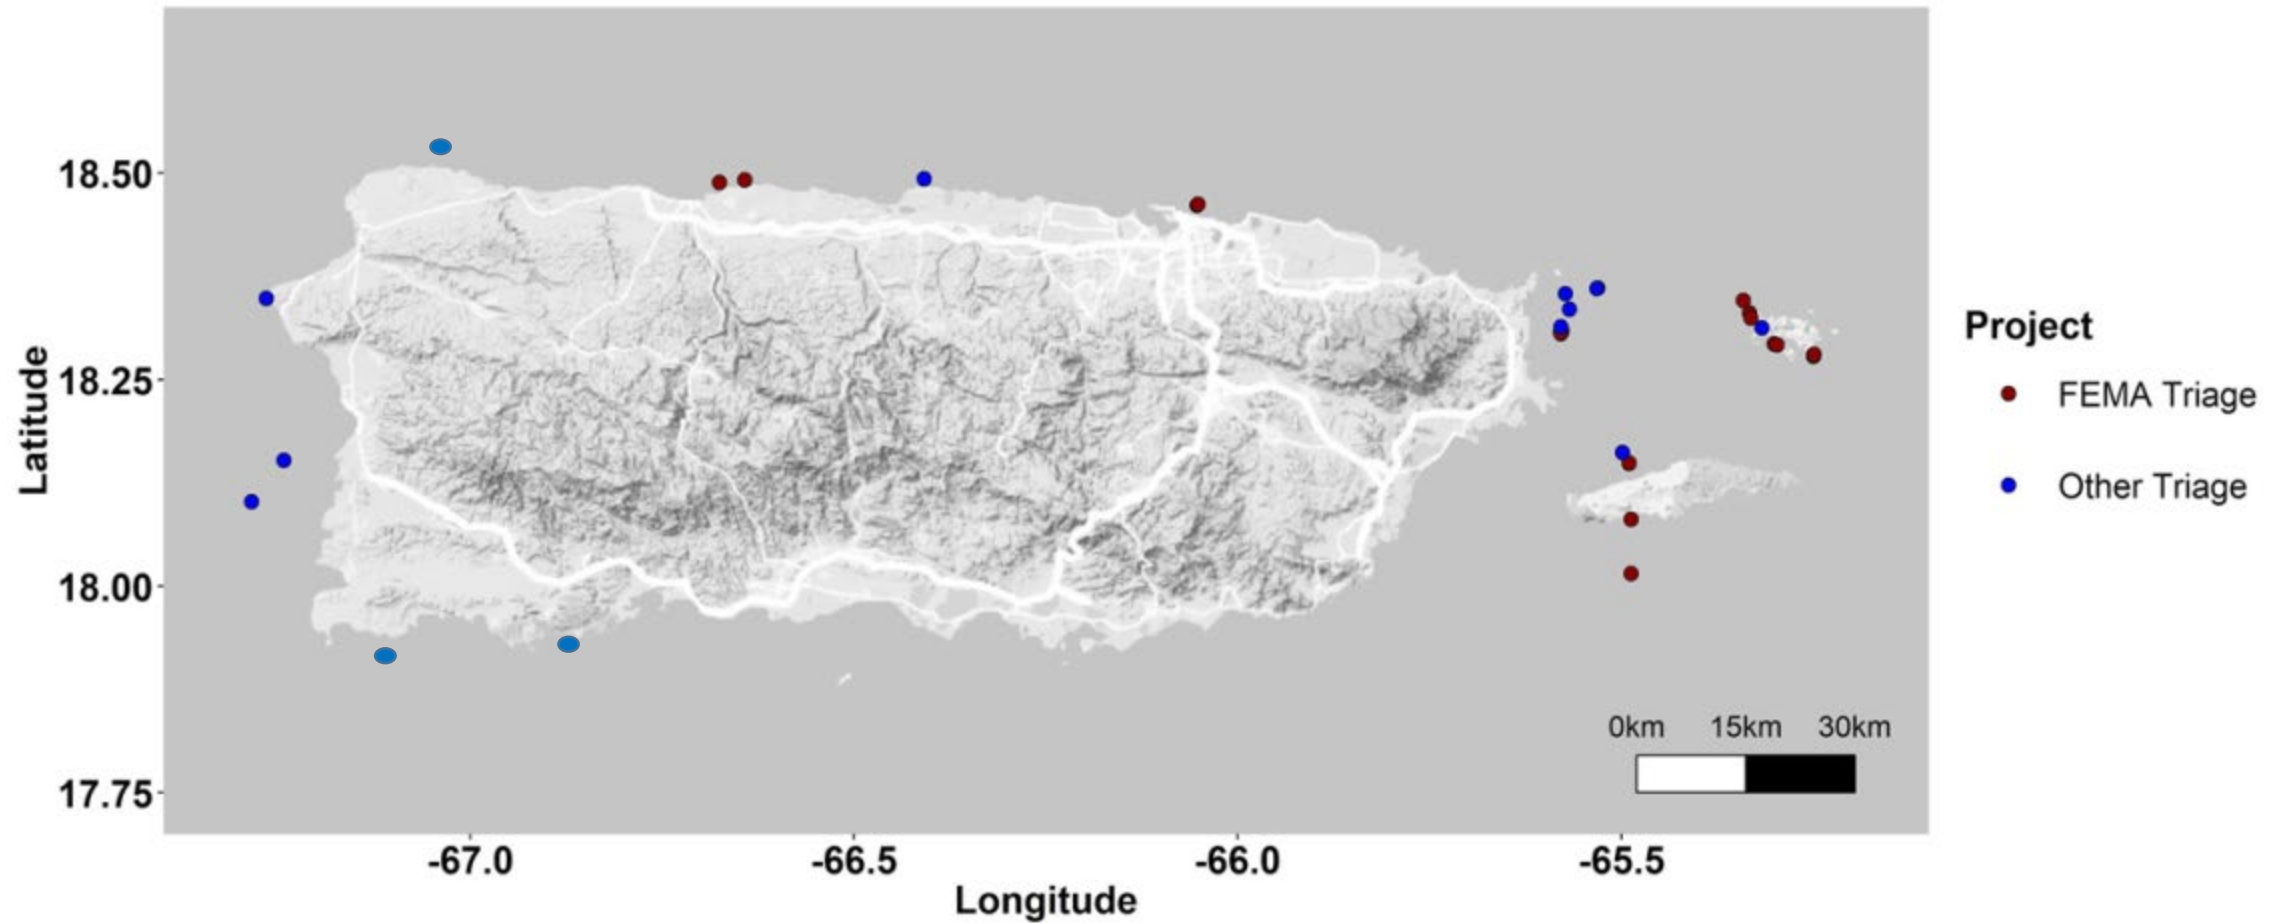 18.50
18.25
18.00
17.75
Latitude
-67.0
-66.5
-66.0
-65.5
Longitude
0km 15km 30km
Project
FEMA Triage
Other Triage